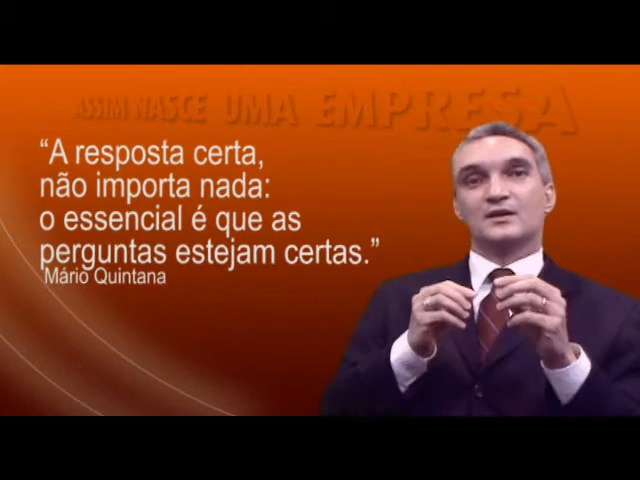 ASSIM NASCE UMA EMPRESA
“A resposta certa,
não importa nada:
o essencial é que as
perguntas estejam certas.”
Mário Quintana